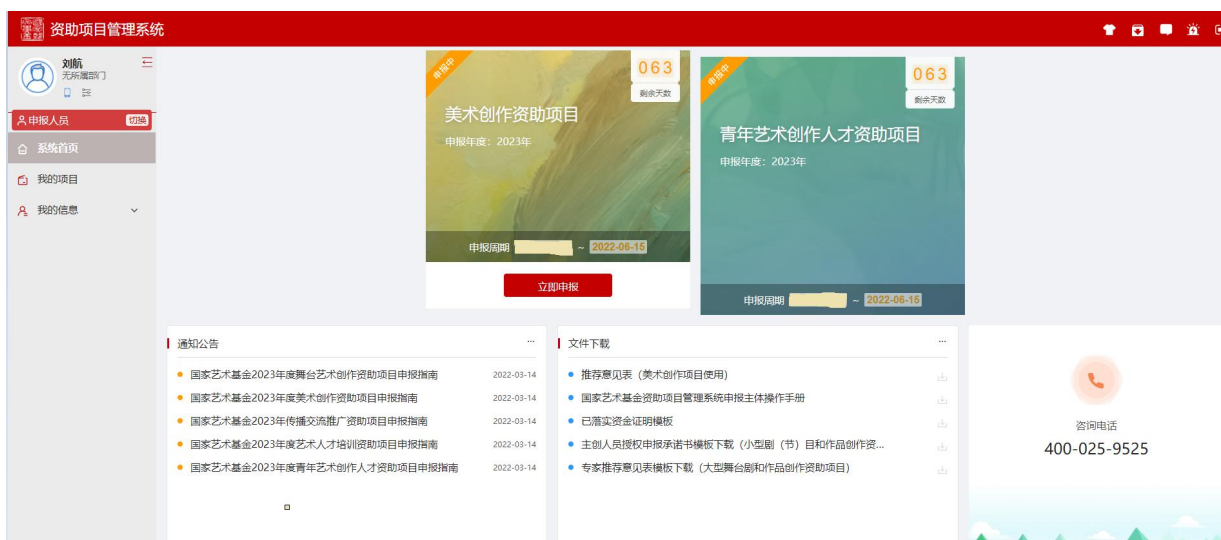 资助项目管理系统
刘航
无所属部门
申报人员 切换
系统首页
我的项目
我的信息
申报中
063
剩余天数
美术创作资助项目
申报年度：2023年
申报周期 ~ 2022-06-15
立即申报
申报中
063
剩余天数
青年艺术创作人才资助项目
申报年度：2023年
申报周期 ~ 2022-06-15
通知公告 ...
国家艺术基金2023年度舞台艺术创作资助项目申报指南 2022-03-14
国家艺术基金2023年度美术创作资助项目申报指南 2022-03-14
国家艺术基金2023年传播交流推广资助项目申报指南 2022-03-14
国家艺术基金2023年度艺术人才培训资助项目申报指南 2022-03-14
国家艺术基金2023年度青年艺术创作人才资助项目申报指南 2022-03-14
文件下载 ...
推荐意见表（美术创作项目使用）
国家艺术基金资助项目管理系统申报主体操作手册
已落实资金证明模板
主创人员授权申报承诺书模板下载（小型剧（节）目和作品创作资...
专家推荐意见表模板下载（大型舞台剧和作品创作资助项目）
咨询电话
400-025-9525